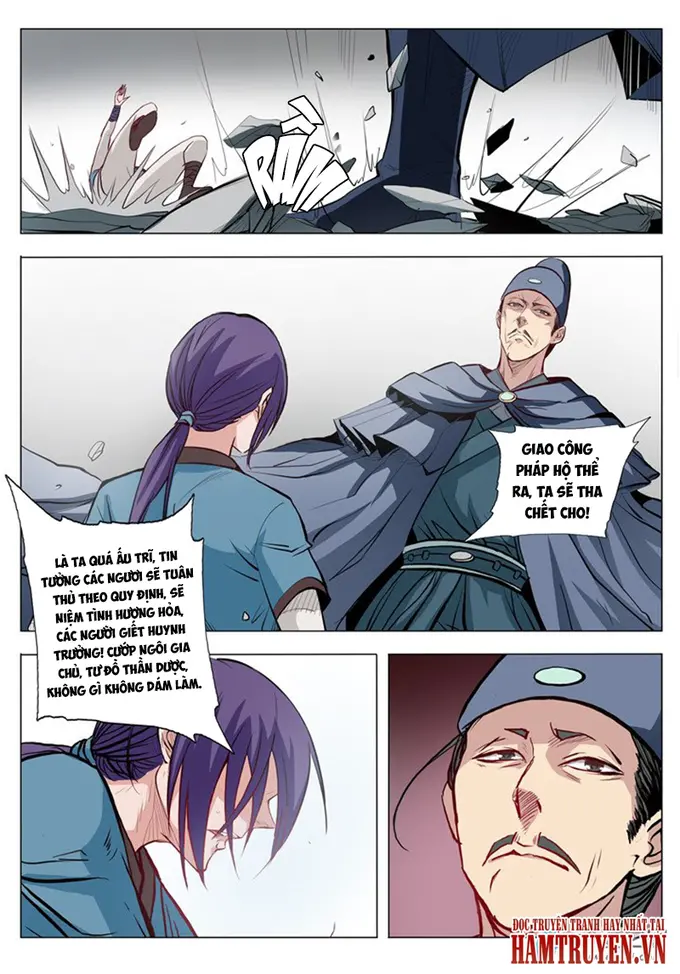 RẦM
GIAO CÔNG
PHÁP HỘ THỂ
RA, TA SẼ THA
CHẾT CHO!
LÀ TA QUÁ ẤU TRĨ, TIN
TƯỞNG CÁC NGƯƠI SẼ TUÂN
THỦ THEO QUY ĐỊNH, SẼ
NIỆM TÌNH HƯƠNG HỎA,
CÁC NGƯƠI GIẾT HUYNH
TRƯỞNG! CƯỚP NGÔI GIA
CHỦ, TƯ ĐỒ THẦN DƯỢC,
KHÔNG GÌ KHÔNG DÁM LÀM.
ĐỌC TRUYỆN TRANH HAY NHẤT TẠI
HAMTRUYEN.VN